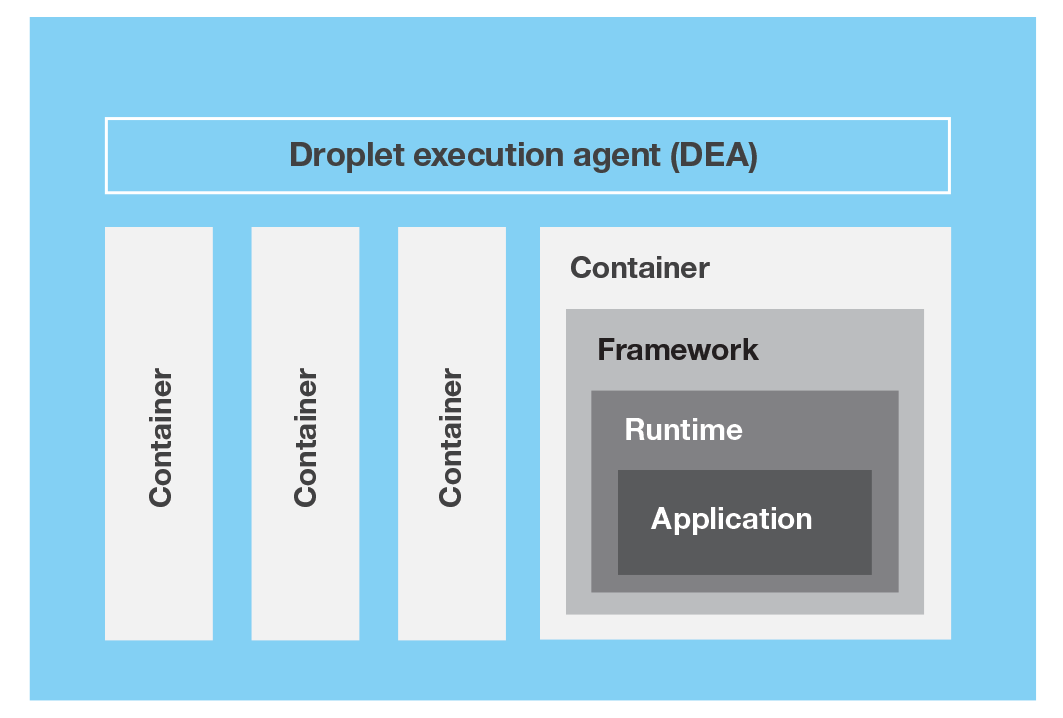 Droplet execution agent (DEA)
Container
Container
Container
Container
Framework
Runtime
Application